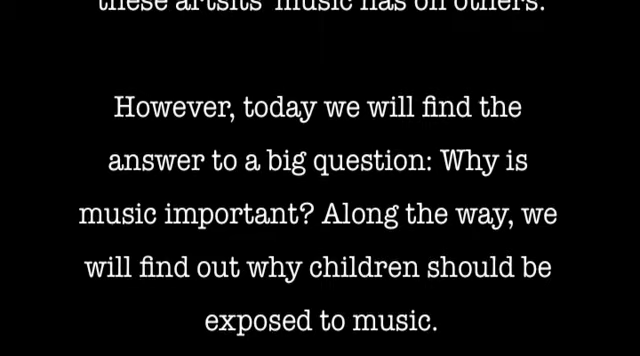 these artsits' music has on others.
However, today we will find the
answer to a big question: Why is
music important? Along the way, we
will find out why children should be
exposed to music.